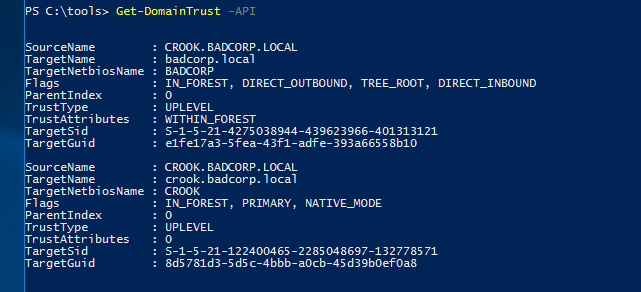 PS C:\tools> Get-DomainTrust -API
SourceName : CROOK.BADCORP.LOCAL
TargetName : badcorp.local
TargetNetbiosName : BADCORP
Flags : IN_FOREST, DIRECT_OUTBOUND, TREE_ROOT, DIRECT_INBOUND
ParentIndex : 0
TrustType : UPLEVEL
TrustAttributes : WITHIN_FOREST
TargetSid : S-1-5-21-4275038944-439623966-401313121
TargetGuid : e1fe17a3-5fea-43f1-adfe-393a66558b10
SourceName : CROOK.BADCORP.LOCAL
TargetName : crook.badcorp.local
TargetNetbiosName : CROOK
Flags : IN_FOREST, PRIMARY, NATIVE_MODE
ParentIndex : 0
TrustType : UPLEVEL
TrustAttributes : 0
TargetSid : S-1-5-21-122400465-2285048697-132778571
TargetGuid : 8d5781d3-5d5c-4bbb-a0cb-45d39b0ef0a8